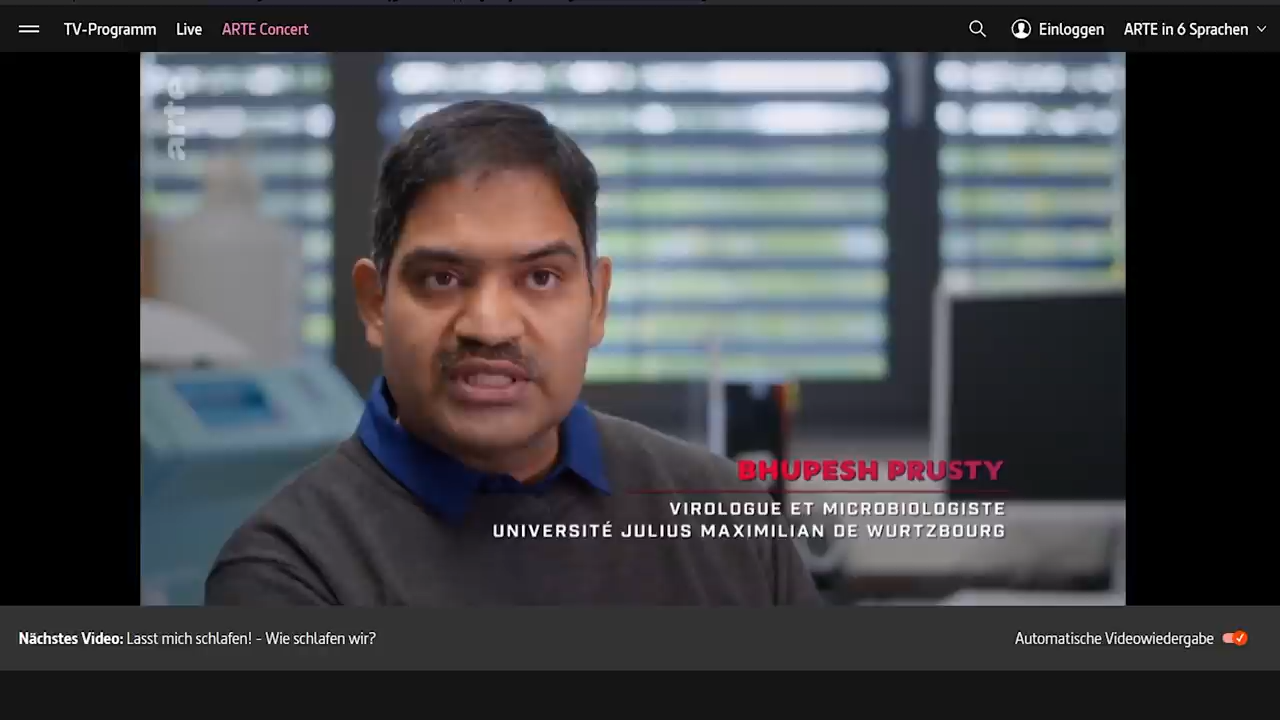 TV-Programm Live ARTE Concert Einloggen ARTE in 6 Sprachen
arte
BHUPESH PRUSTY
VIROLOGUE ET MICROBIOLOGISTE
UNIVERSITÉ JULIUS MAXIMILIAN DE WURTZBOURG
Nächstes Video: Lasst mich schlafen! - Wie schlafen wir? Automatische Videowiedergabe